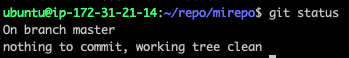 ubuntu@ip-172-31-21-14:~/repo/mirepo$ git status
On branch master
nothing to commit, working tree clean